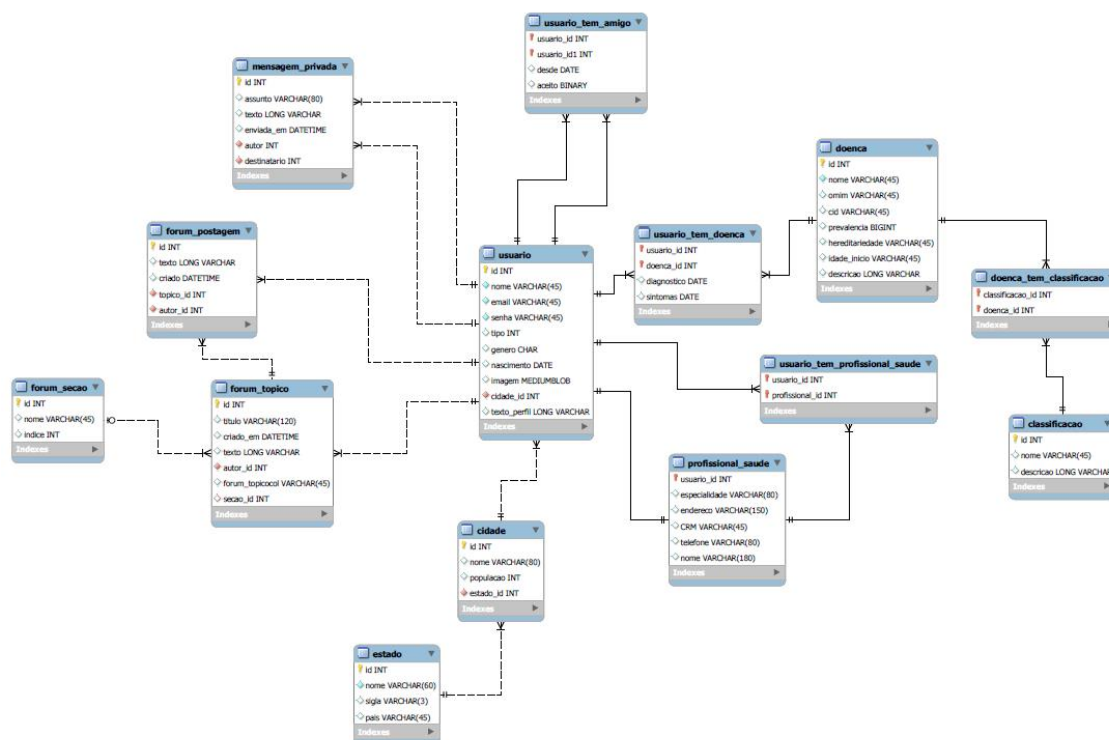 usuario_tem_amigo
usuario_id INT
usuario_id1 INT
desde DATE
aceito BINARY
Indexes
mensagem_privada
id INT
assunto VARCHAR(80)
texto LONG VARCHAR
enviada_em DATETIME
autor INT
destinatario INT
Indexes
doenca
id INT
nome VARCHAR(45)
omim VARCHAR(45)
cid VARCHAR(45)
prevalencia BIGINT
hereditariedade VARCHAR(45)
idade_inicio VARCHAR(45)
descricao LONG VARCHAR
Indexes
forum_postagem
id INT
texto LONG VARCHAR
criado DATETIME
topico_id INT
autor_id INT
Indexes
usuario
id INT
nome VARCHAR(45)
email VARCHAR(45)
senha VARCHAR(45)
tipo INT
genero CHAR
nascimento DATE
imagem MEDIUMBLOB
cidade_id INT
texto_perfil LONG VARCHAR
Indexes
usuario_tem_doenca
usuario_id INT
doenca_id INT
diagnostico DATE
sintomas DATE
Indexes
doenca_tem_classificacao
classificacao_id INT
doenca_id INT
Indexes
forum_secao
id INT
nome VARCHAR(45)
indice INT
Indexes
forum_topico
id INT
titulo VARCHAR(120)
criado_em DATETIME
texto LONG VARCHAR
autor_id INT
forum_topicocol VARCHAR(45)
secao_id INT
Indexes
usuario_tem_profissional_saude
usuario_id INT
profissional_id INT
Indexes
classificacao
id INT
nome VARCHAR(45)
descricao LONG VARCHAR
Indexes
profissional_saude
usuario_id INT
especialidade VARCHAR(80)
endereco VARCHAR(150)
CRM VARCHAR(45)
telefone VARCHAR(80)
nome VARCHAR(180)
Indexes
cidade
id INT
nome VARCHAR(80)
populacao INT
estado_id INT
Indexes
estado
id INT
nome VARCHAR(60)
sigla VARCHAR(3)
pais VARCHAR(45)
Indexes